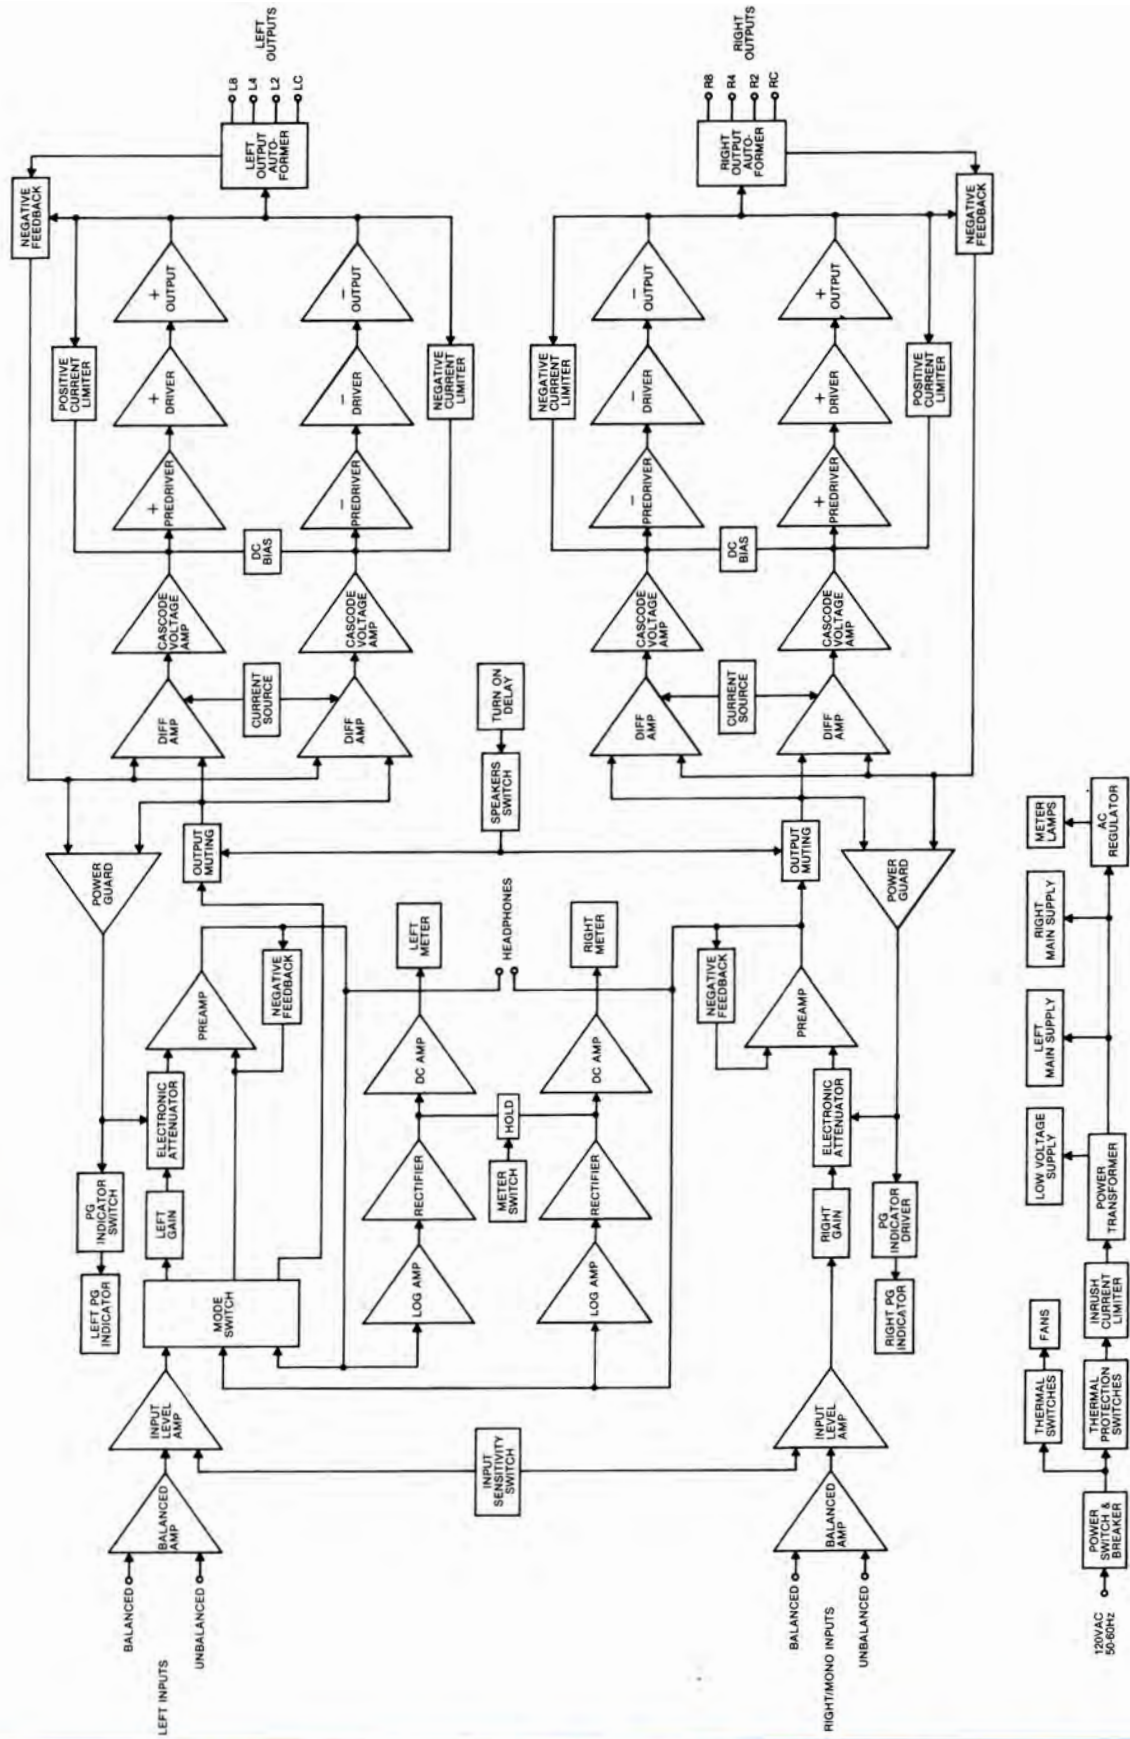 LEFT INPUTS
BALANCED
UNBALANCED
BALANCED
AMP
INPUT
LEVEL
AMP
MODE
SWITCH
LEFT PG
INDICATOR
PG
INDICATOR
SWITCH
LEFT
GAIN
ELECTRONIC
ATTENUATOR
PREAMP
NEGATIVE
FEEDBACK
POWER
GUARD
OUTPUT
MUTING
DIFF
AMP
CURRENT
SOURCE
DIFF
AMP
CASCODE
VOLTAGE
AMP
CASCODE
VOLTAGE
AMP
DC
BIAS
+
PREDRIVER
+
DRIVER
+
OUTPUT
−
PREDRIVER
−
DRIVER
−
OUTPUT
POSITIVE
CURRENT
LIMITER
NEGATIVE
CURRENT
LIMITER
NEGATIVE
FEEDBACK
LEFT
OUTPUT
AUTO-
FORMER
L8
L4
L2
LC
LEFT
OUTPUTS
INPUT
SENSITIVITY
SWITCH
LOG AMP
RECTIFIER
DC AMP
LEFT
METER
METER
SWITCH
HOLD
HEADPHONES
SPEAKERS
SWITCH
TURN ON
DELAY
LOG AMP
RECTIFIER
DC AMP
RIGHT
METER
RIGHT/MONO INPUTS
BALANCED
UNBALANCED
BALANCED
AMP
INPUT
LEVEL
AMP
RIGHT
GAIN
ELECTRONIC
ATTENUATOR
NEGATIVE
FEEDBACK
PREAMP
RIGHT PG
INDICATOR
PG
INDICATOR
DRIVER
OUTPUT
MUTING
POWER
GUARD
DIFF
AMP
CURRENT
SOURCE
DIFF
AMP
CASCODE
VOLTAGE
AMP
CASCODE
VOLTAGE
AMP
DC
BIAS
−
PREDRIVER
−
DRIVER
−
OUTPUT
+
PREDRIVER
+
DRIVER
+
OUTPUT
NEGATIVE
CURRENT
LIMITER
POSITIVE
CURRENT
LIMITER
NEGATIVE
FEEDBACK
RIGHT
OUTPUT
AUTO-
FORMER
R8
R4
R2
RC
RIGHT
OUTPUTS
120VAC
50-60Hz
POWER
SWITCH &
BREAKER
THERMAL
SWITCHES
FANS
THERMAL
PROTECTION
SWITCHES
INRUSH
CURRENT
LIMITER
POWER
TRANSFORMER
LOW VOLTAGE
SUPPLY
LEFT
MAIN SUPPLY
RIGHT
MAIN SUPPLY
METER
LAMPS
AC
REGULATOR